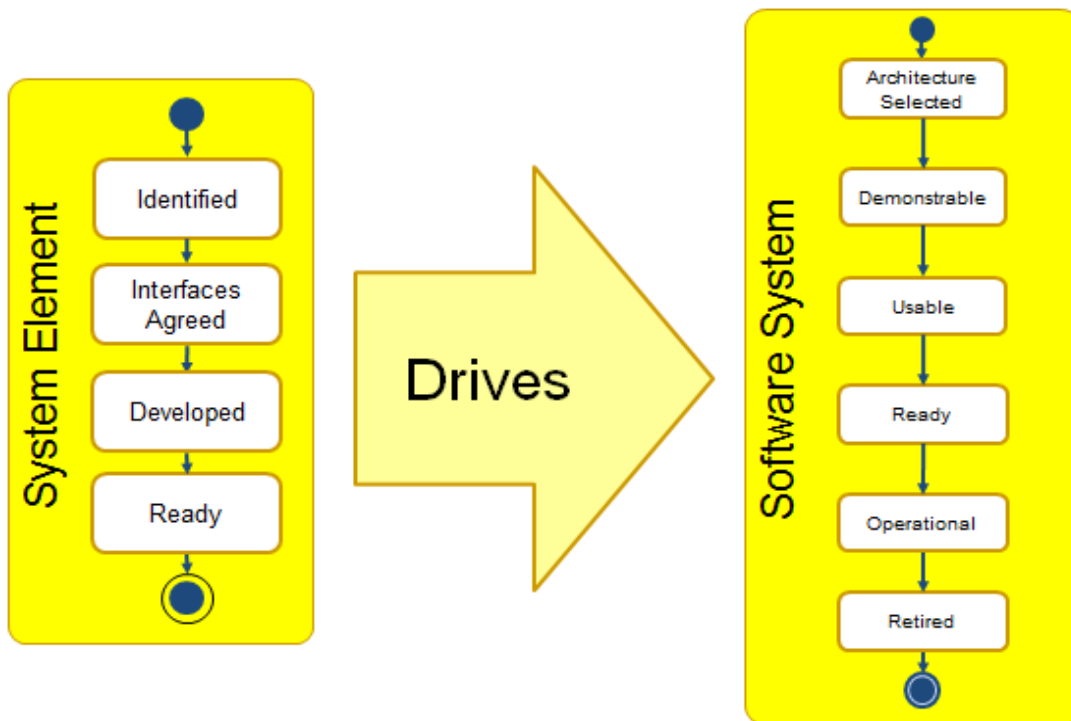 System Element
Identified
Interfaces
Agreed
Developed
Ready
Drives
Software System
Architecture
Selected
Demonstrable
Usable
Ready
Operational
Retired